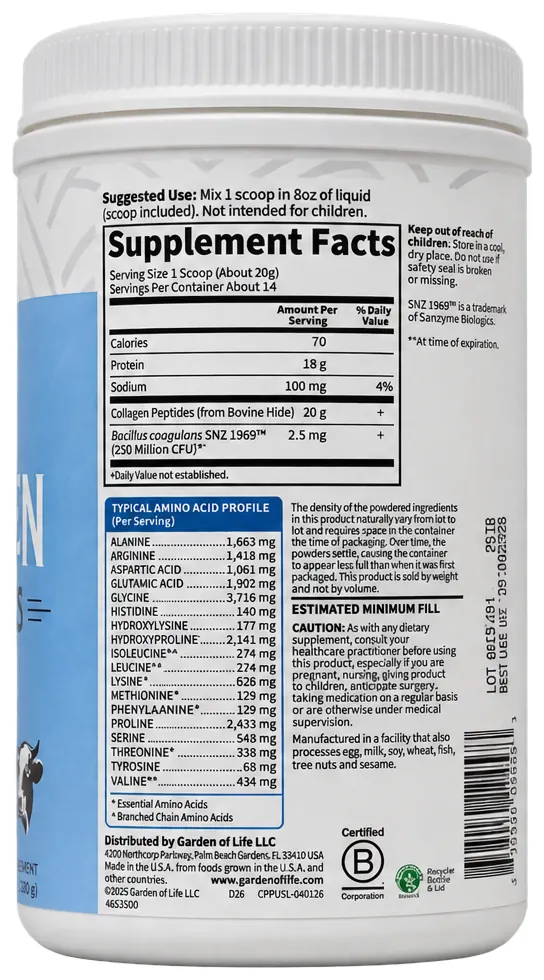 Suggested Use: Mix 1 scoop in 8oz of liquid
(scoop included). Not intended for children.
Supplement Facts
Serving Size 1 Scoop (About 20g)
Servings Per Container About 14
Amount Per Serving % Daily Value
Calories 70
Protein 18 g
Sodium 100 mg 4%
Collagen Peptides (from Bovine Hide) 20 g +
Bacillus coagulans SNZ 1969™ 2.5 mg +
(250 Million CFU)*
+Daily Value not established.
Keep out of reach of
children: Store in a cool,
dry place. Do not use if
safety seal is broken
or missing.
SNZ 1969™ is a trademark
of Sanzyme Biologics.
**At time of expiration.
TYPICAL AMINO ACID PROFILE
(Per Serving)
ALANINE 1,663 mg
ARGININE 1,418 mg
ASPARTIC ACID 1,061 mg
GLUTAMIC ACID 1,902 mg
GLYCINE 3,716 mg
HISTIDINE 140 mg
HYDROXYLYSINE 177 mg
HYDROXYPROLINE 2,141 mg
ISOLEUCINE*^ 274 mg
LEUCINE 274 mg
LYSINE* 626 mg
METHIONINE* 129 mg
PHENYLAANINE* 129 mg
PROLINE 2,433 mg
SERINE 548 mg
THREONINE* 338 mg
TYROSINE 68 mg
VALINE 434 mg
* Essential Amino Acids
^ Branched Chain Amino Acids
The density of the powdered ingredients
in this product naturally vary from lot to
lot and requires space in the container
the time of packaging. Over time, the
powders settle, causing the container
to appear less full than when it was first
packaged. This product is sold by weight
and not by volume.
ESTIMATED MINIMUM FILL
CAUTION: As with any dietary
supplement, consult your
healthcare practitioner before using
this product, especially if you are
pregnant, nursing, giving product
to children, anticipate surgery,
taking medication on a regular basis
or are otherwise under medical
supervision.
Manufactured in a facility that also
processes egg, milk, soy, wheat, fish,
tree nuts and sesame.
Distributed by Garden of Life LLC
4200 Northcorp Parkway, Palm Beach Gardens, FL 33410 USA
Made in the U.S.A. from foods grown in the U.S.A. and
other countries. www.gardenoflife.com
©2025 Garden of Life LLC D26 CPPUSL-040126
46S3S00
Certified
B
Corporation
Recycle
Bottle
& Lid
LOT
BEST
EN
S
EMENT